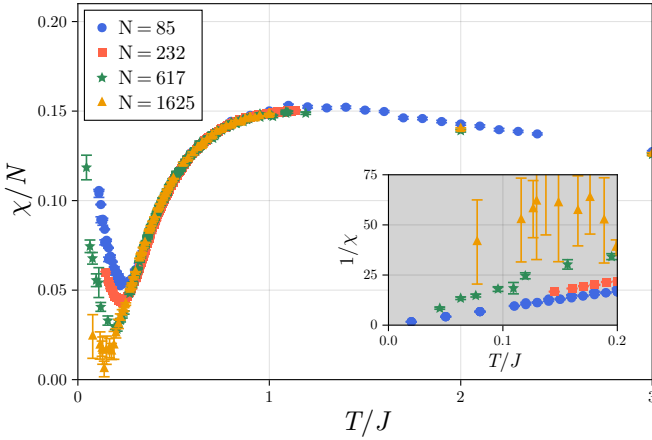 0.20
0.15
0.10
0.05
0.00
χ/N
N = 85
N = 232
N = 617
N = 1625
75
50
25
0
1/χ
0.0 0.1 0.2
T/J
0 1 2 3
T/J